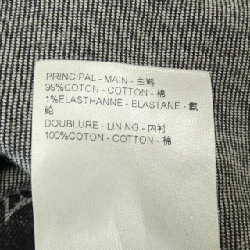 PRINCIPAL - MAIN - 主料
99%COTON - COTTON - 棉
1%ELASTHANNE - ELASTANE - 氨
纶
DOUBLURE - LINING - 内衬
100%COTON - COTTON - 棉